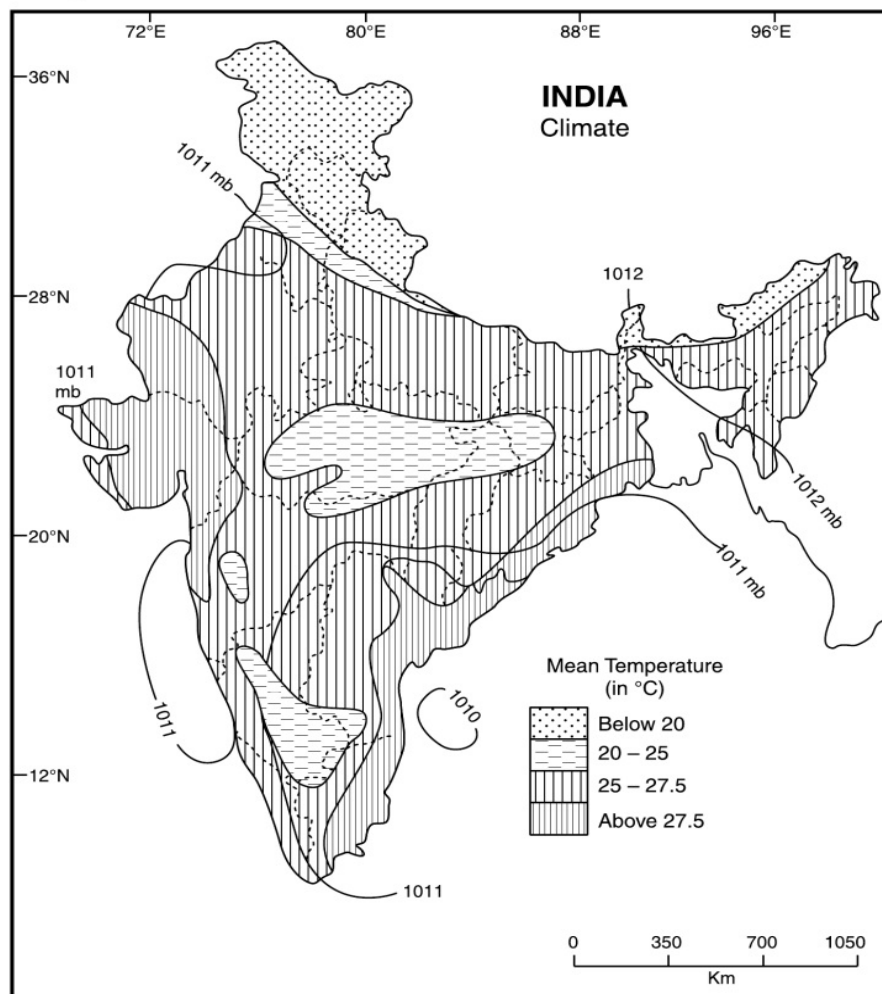 72°E
80°E
88°E
96°E
36°N
INDIA
Climate
1011 mb
1012
28°N
1011
mb
1012 mb
20°N
1011 mb
Mean Temperature
(in °C)
1011
1010
Below 20
20 – 25
12°N
25 – 27.5
Above 27.5
1011
0
350
700
1050
Km